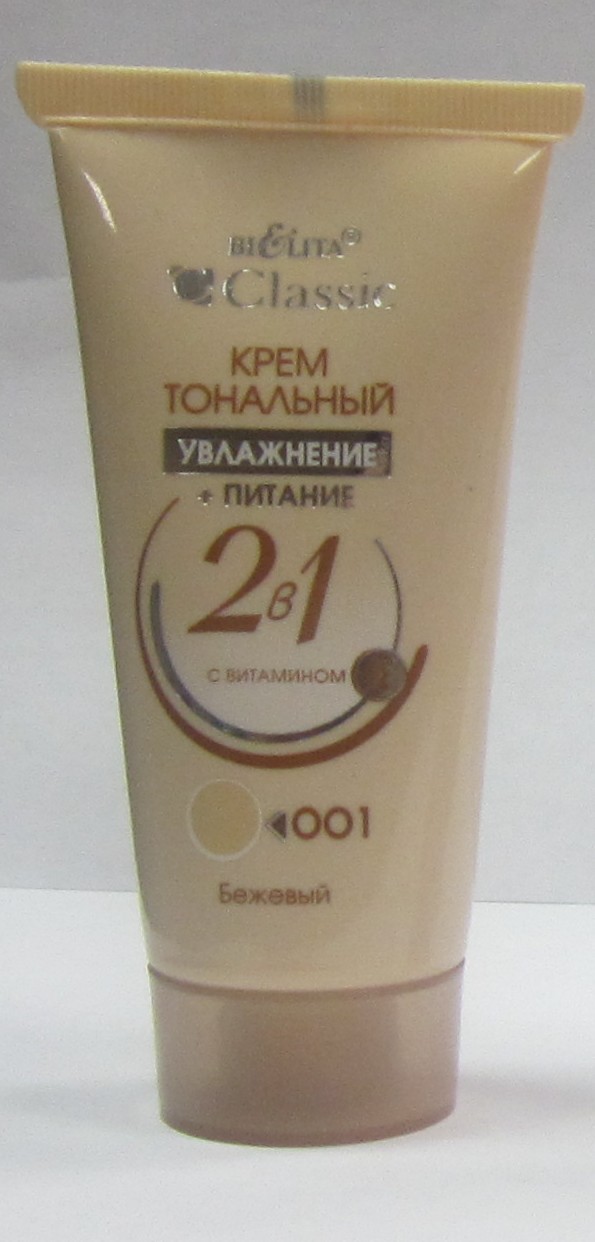 BIELITA®
Classic
КРЕМ
ТОНАЛЬНЫЙ
УВЛАЖНЕНИЕ
+ ПИТАНИЕ
2в1
С ВИТАМИНОМ
001
Бежевый